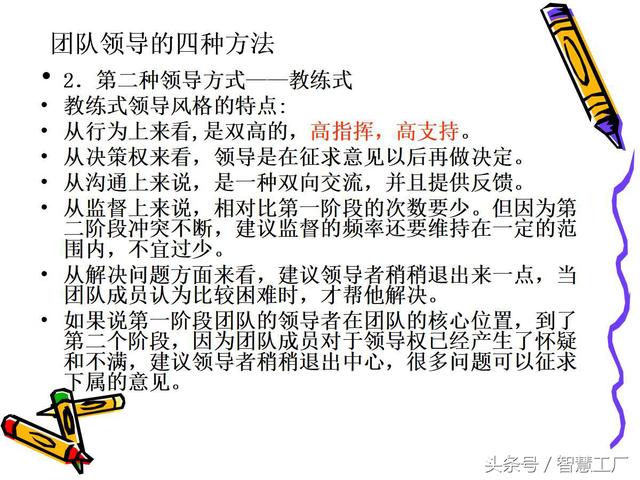 团队领导的四种方法
• 2．第二种领导方式——教练式
• 教练式领导风格的特点:
• 从行为上来看,是双高的，高指挥，高支持。
• 从决策权来看，领导是在征求意见以后再做决定。
• 从沟通上来说，是一种双向交流，并且提供反馈。
• 从监督上来说，相对比第一阶段的次数要少。但因为第
二阶段冲突不断，建议监督的频率还要维持在一定的范
围内，不宜过少。
• 从解决问题方面来看，建议领导者稍稍退出来一点，当
团队成员认为比较困难时，才帮他解决。
• 如果说第一阶段团队的领导者在团队的核心位置，到了
第二个阶段，因为团队成员对于领导权已经产生了怀疑
和不满，建议领导者稍稍退出中心，很多问题可以征求
下属的意见。
头条号／智慧工厂